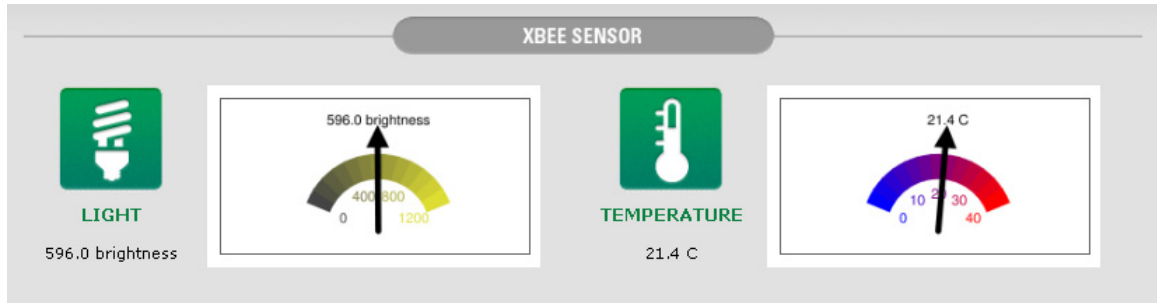 XBEE SENSOR
LIGHT
596.0 brightness
596.0 brightness
0
400
800
1200
TEMPERATURE
21.4 C
21.4 C
0
10
20
30
40